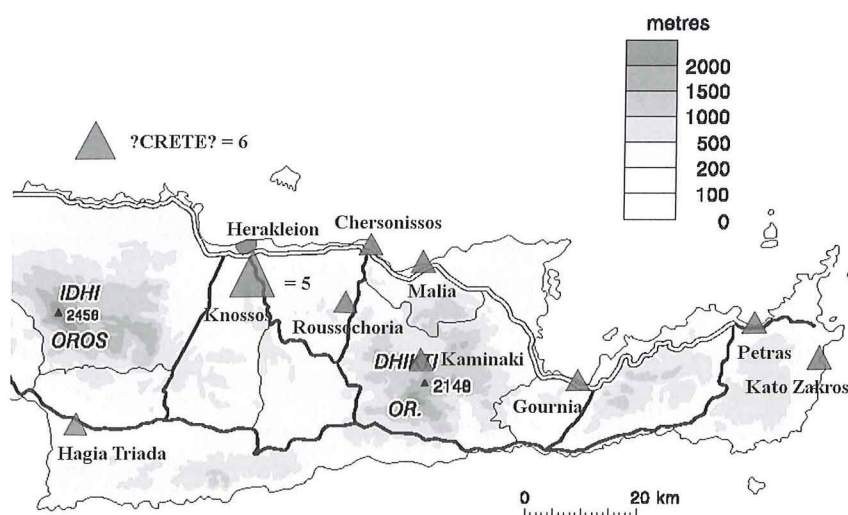 metres
2000
1500
1000
500
200
100
0
?CRETE? = 6
Herakleion
Chersonissos
= 5
Malia
Knossos
Roussochoria
IDHI
2456
OROS
Kaminaki
2148
OR.
Petras
Kato Zakros
Gournia
Hagia Triada
0 20 km